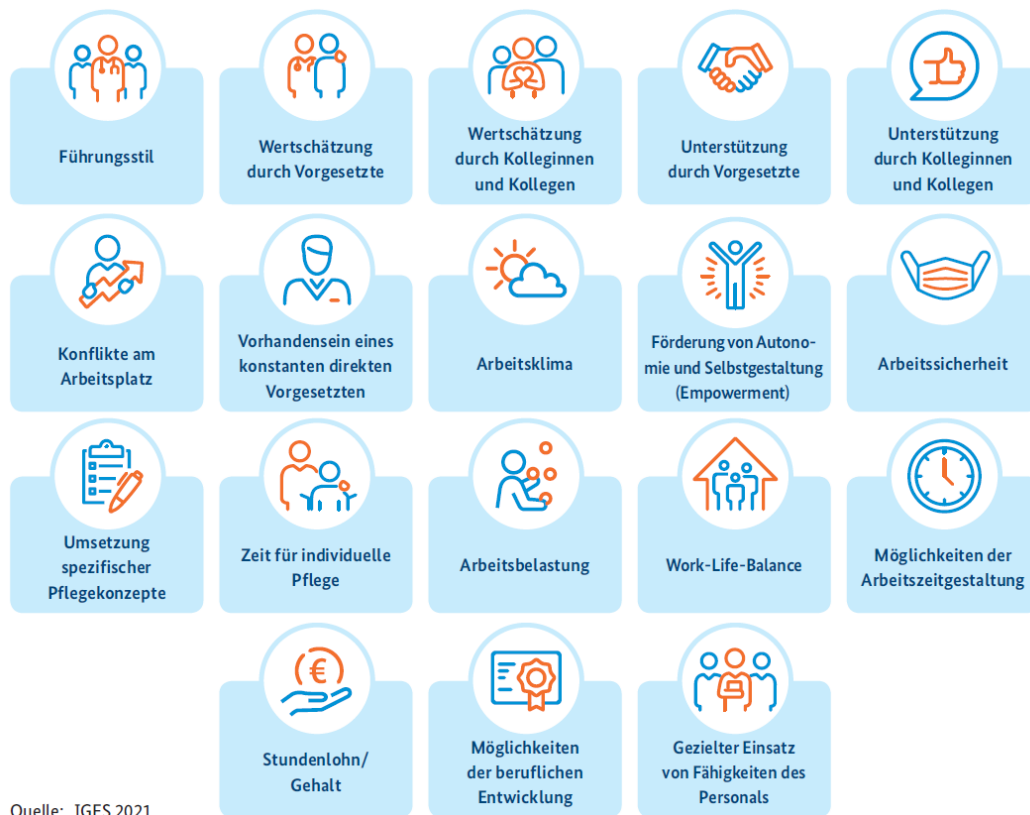 Führungsstil
Wertschätzung
durch Vorgesetzte
Wertschätzung
durch Kolleginnen
und Kollegen
Unterstützung
durch Vorgesetzte
Unterstützung
durch Kolleginnen
und Kollegen
Konflikte am
Arbeitsplatz
Vorhandensein eines
konstanten direkten
Vorgesetzten
Arbeitsklima
Förderung von Autono-
mie und Selbstgestaltung
(Empowerment)
Arbeitssicherheit
Umsetzung
spezifischer
Pflegekonzepte
Zeit für individuelle
Pflege
Arbeitsbelastung
Work-Life-Balance
Möglichkeiten der
Arbeitszeitgestaltung
€
Stundenlohn/
Gehalt
Möglichkeiten
der beruflichen
Entwicklung
Gezielter Einsatz
von Fähigkeiten des
Personals
Quelle: IGES 2021